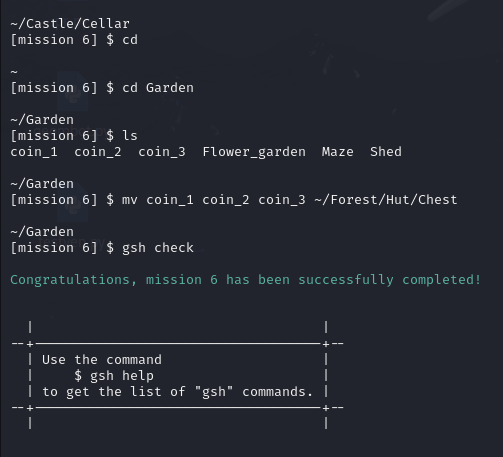 ~/Castle/Cellar
[mission 6] $ cd
~
[mission 6] $ cd Garden
~/Garden
[mission 6] $ ls
coin_1  coin_2  coin_3  Flower_garden  Maze  Shed
~/Garden
[mission 6] $ mv coin_1 coin_2 coin_3 ~/Forest/Hut/Chest
~/Garden
[mission 6] $ gsh check
Congratulations, mission 6 has been successfully completed!
Use the command
$ gsh help
to get the list of "gsh" commands.